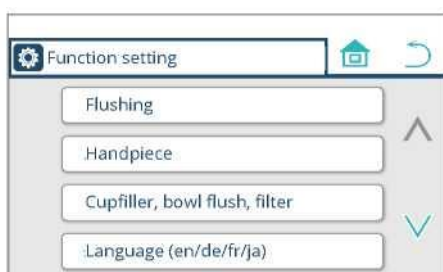 Function setting
Flushing
Handpiece
Cupfiller, bowl flush, filter
Language (en/de/fr/ja)